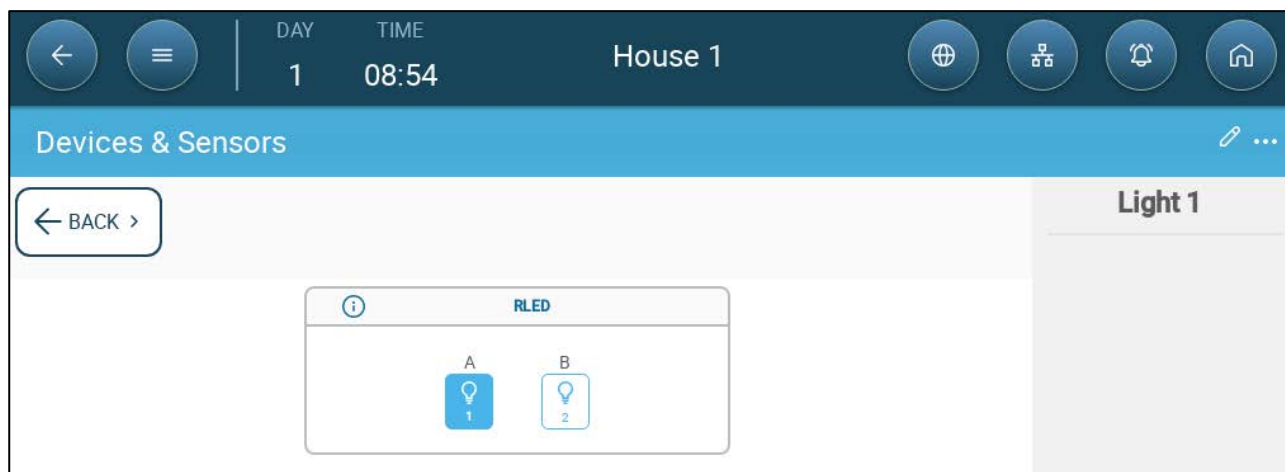 DAY TIME
1 08:54 House 1
Devices & Sensors
BACK
Light 1
RLED
A B
1 2